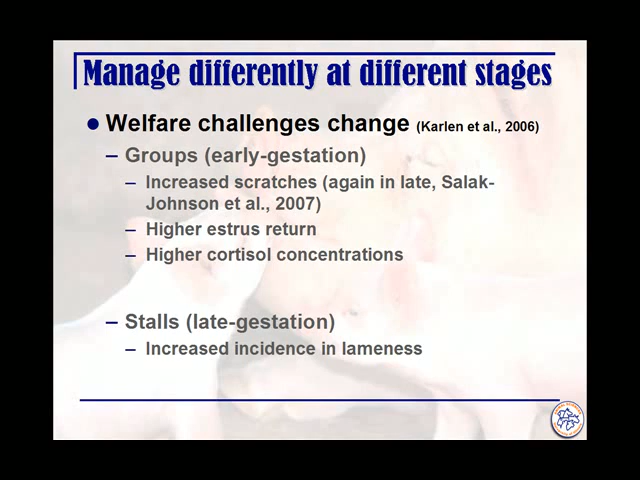 Manage differently at different stages
● Welfare challenges change (Karlen et al., 2006)
– Groups (early-gestation)
– Increased scratches (again in late, Salak-
Johnson et al., 2007)
– Higher estrus return
– Higher cortisol concentrations
– Stalls (late-gestation)
– Increased incidence in lameness